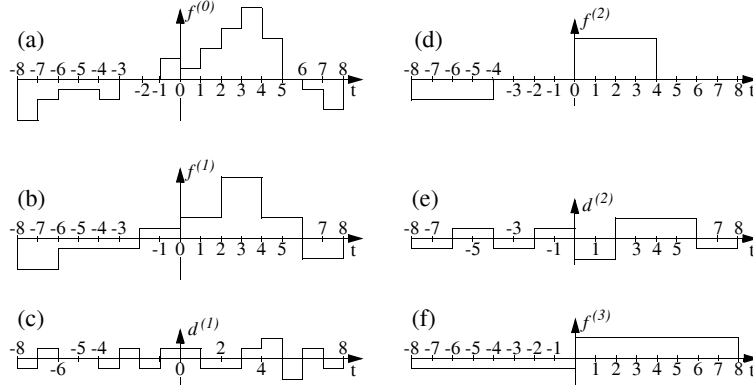 (a) f(0)
-8 -7 -6 -5 -4 -3 6 7 8
-2 -1 0 1 2 3 4 5 t
(b) f(1)
-8 -7 -6 -5 -4 -3 7 8
-1 0 1 2 3 4 5 6 t
(c) d(1)
-8 -5 -4 0 2 8
-6 0 4 t
(d) f(2)
-8 -7 -6 -5 -4
-3 -2 -1 0 1 2 3 4 5 6 7 8 t
(e) d(2)
-8 -7 -3 7 8
-5 -1 1 2 3 4 5 6 t
(f) f(3)
-8 -7 -6 -5 -4 -3 -2 -1
1 2 3 4 5 6 7 8 t